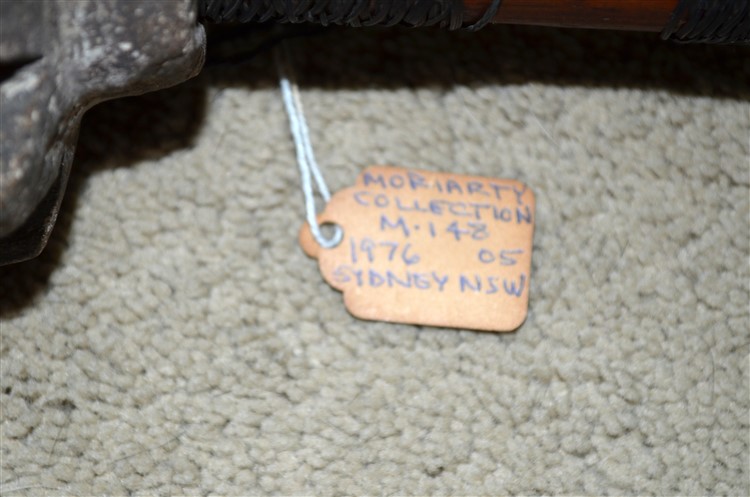 MORIARTY
COLLECTION
M.148
1976 05
SYDNEY NSW